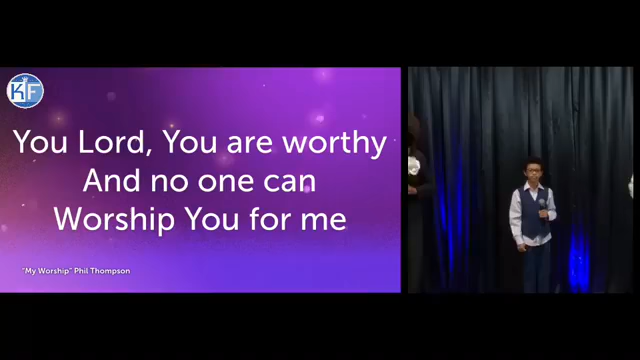 KF
You Lord, You are worthy
And no one can
Worship You for me
“My Worship” Phil Thompson